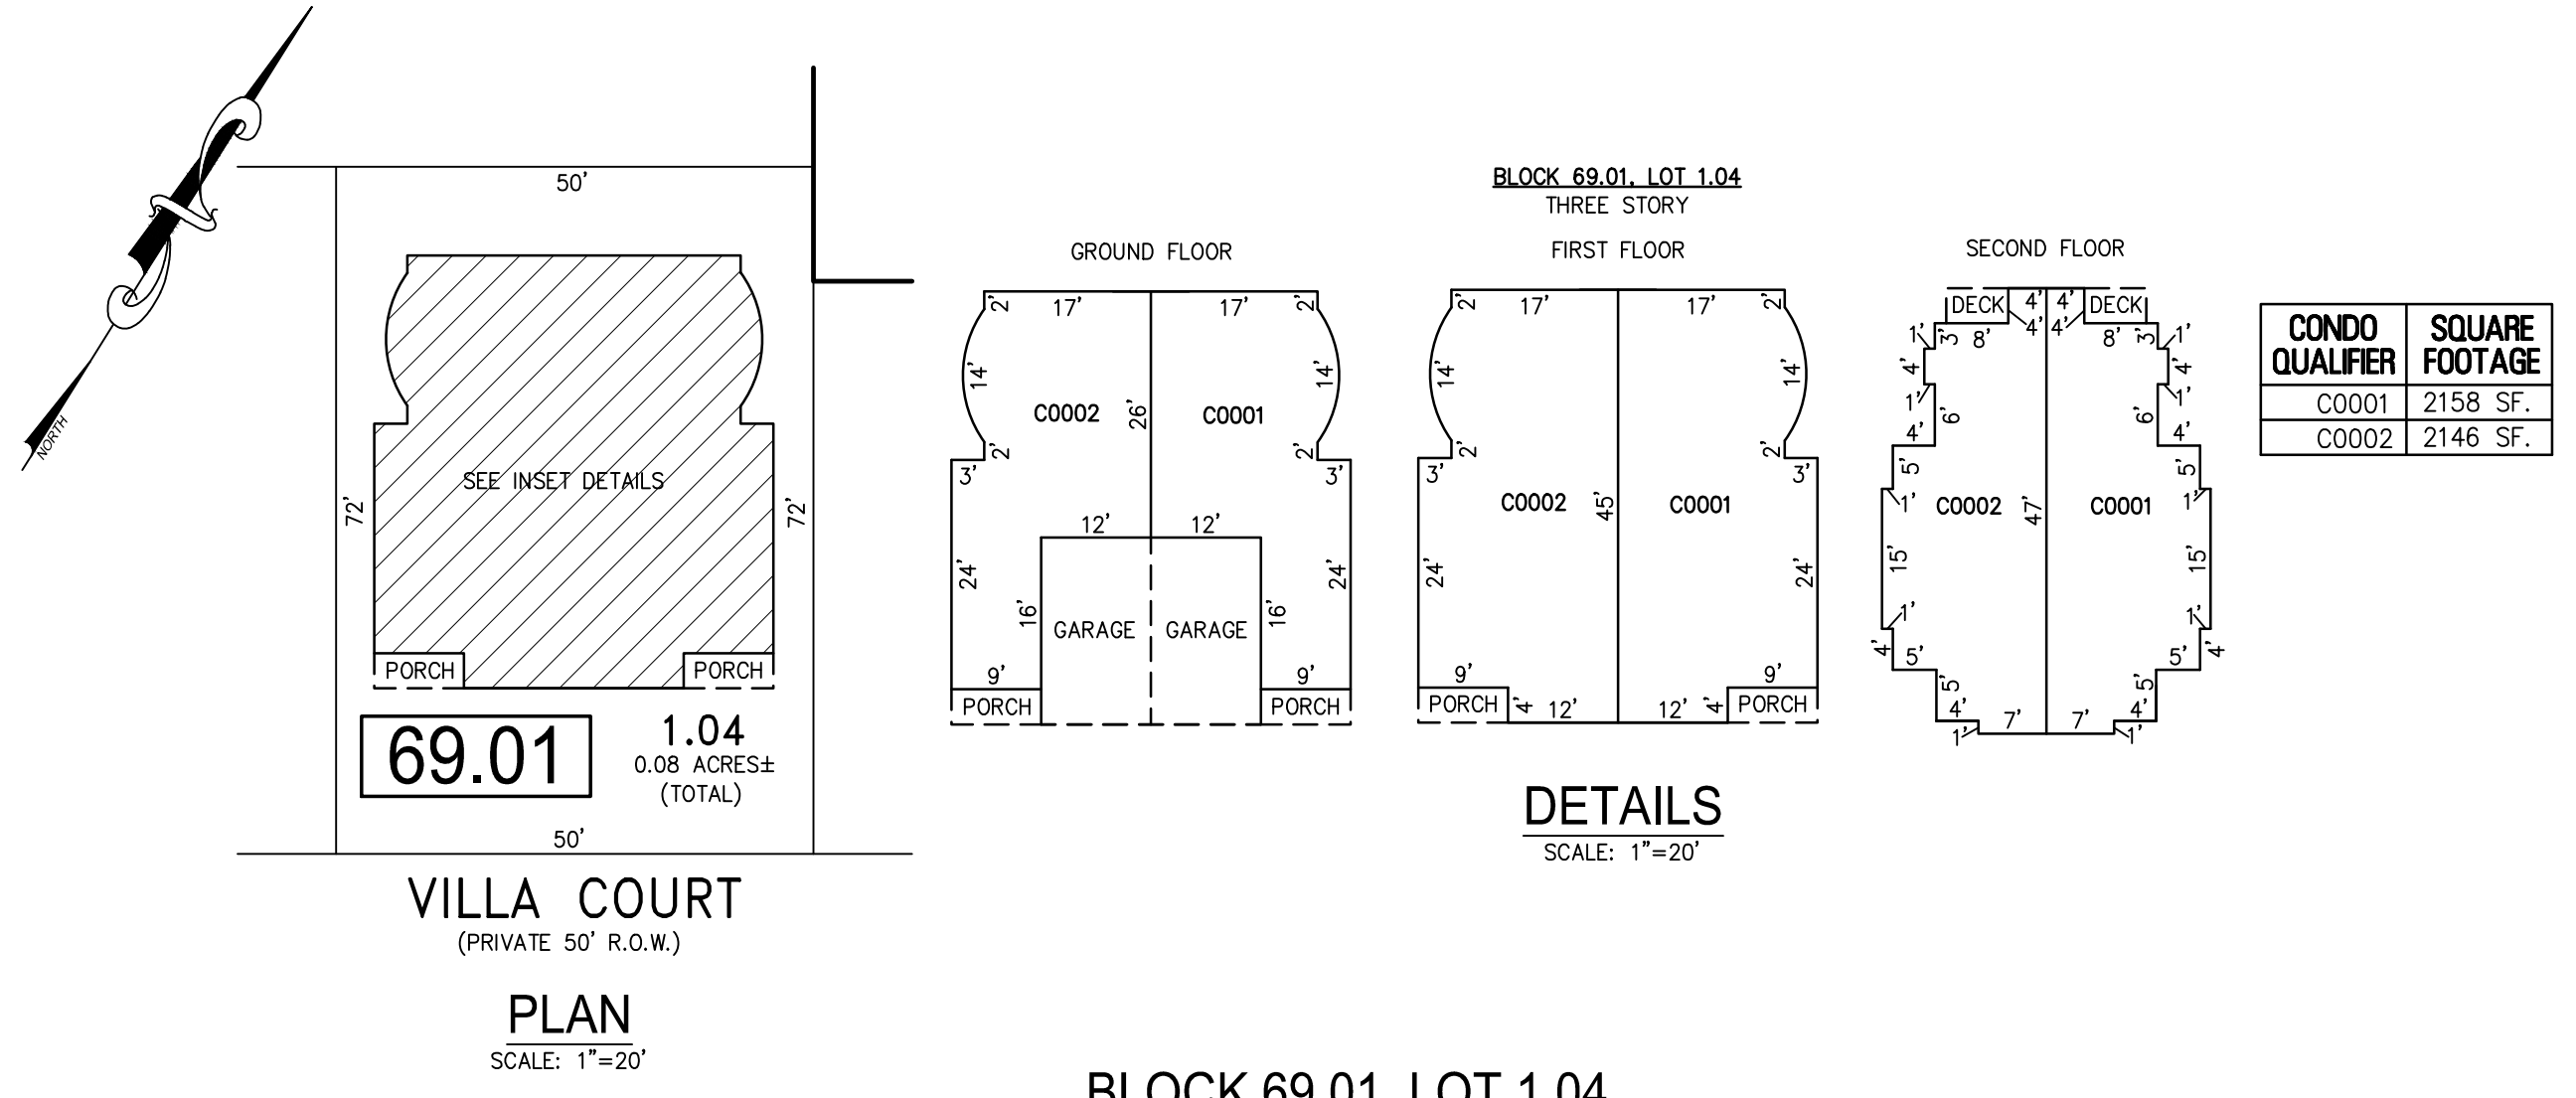 NORTH
50'
72'
SEE INSET DETAILS
72'
PORCH
PORCH
69.01
1.04
0.08 ACRES±
(TOTAL)
50'
VILLA COURT
(PRIVATE 50' R.O.W.)
PLAN
SCALE: 1"=20'
BLOCK 69.01, LOT 1.04
THREE STORY
GROUND FLOOR
2' 17' 17' 2'
14' 14'
C0002 26' C0001
2' 2'
3' 3'
12' 12'
24' 24'
16' 16'
GARAGE GARAGE
9' 9'
PORCH PORCH
FIRST FLOOR
2' 17' 17' 2'
14' 14'
2' 2'
3' 3'
C0002 45' C0001
24' 24'
9' 9'
PORCH 4' 12' 12' 4' PORCH
SECOND FLOOR
DECK 4' 4' DECK
4' 4'
1' 3' 8' 8' 3' 1'
4' 4'
1' 1'
6' 6'
4' 4'
5' 5'
1' 1'
C0002 47' C0001
15' 15'
1' 1'
4' 5' 5' 4'
5' 5'
4' 7' 7' 4'
1' 1'
DETAILS
SCALE: 1"=20'
CONDO QUALIFIER SQUARE FOOTAGE
C0001 2158 SF.
C0002 2146 SF.
BLOCK 69.01, LOT 1.04